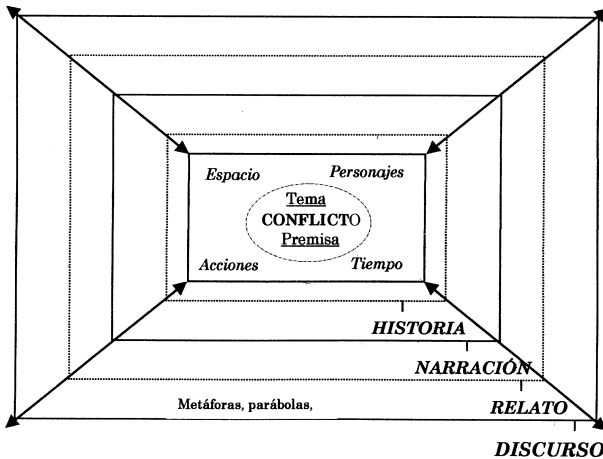 Espacio Personajes
Tema
CONFLICTO
Premisa
Acciones Tiempo
HISTORIA
NARRACIÓN
RELATO
Metáforas, parábolas,
DISCURSO